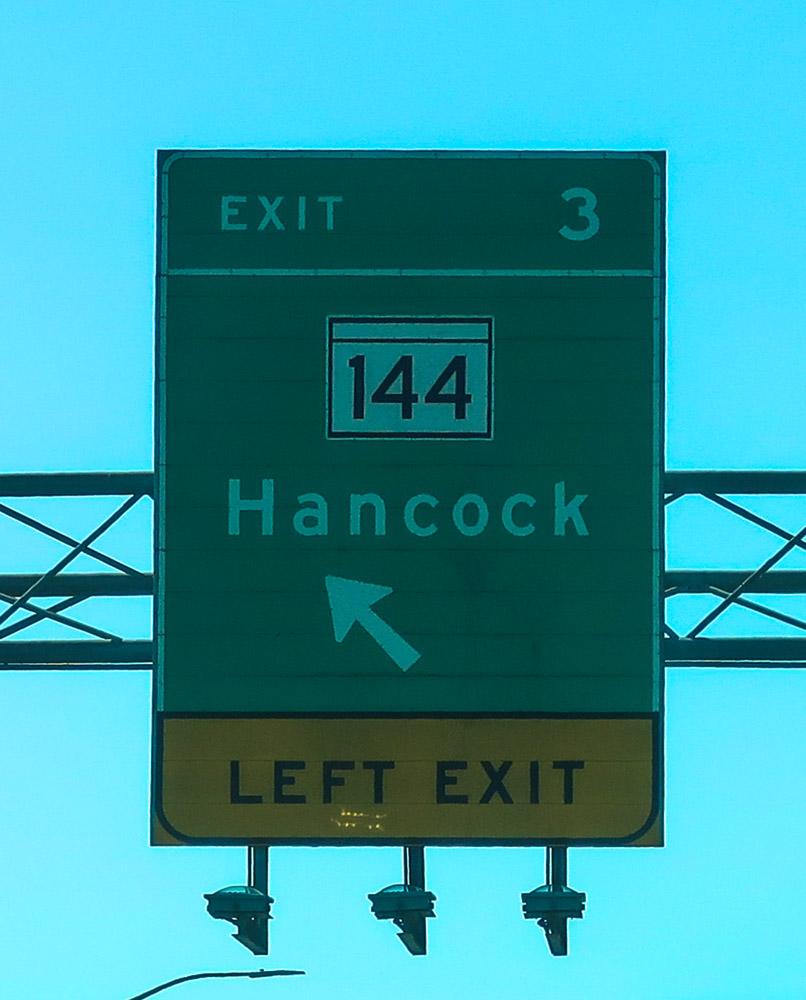 EXIT 3
144
Hancock
LEFT EXIT